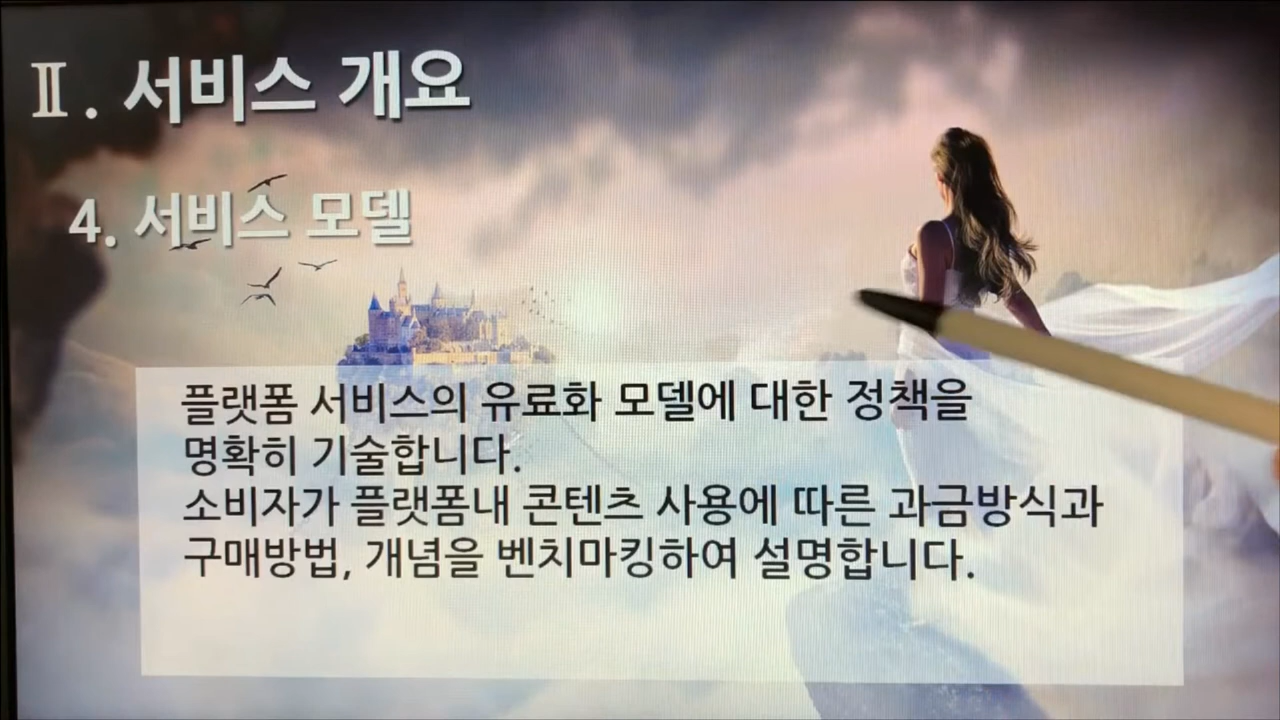 Ⅱ. 서비스 개요
4. 서비스 모델
플랫폼 서비스의 유료화 모델에 대한 정책을
명확히 기술합니다.
소비자가 플랫폼내 콘텐츠 사용에 따른 과금방식과
구매방법, 개념을 벤치마킹하여 설명합니다.